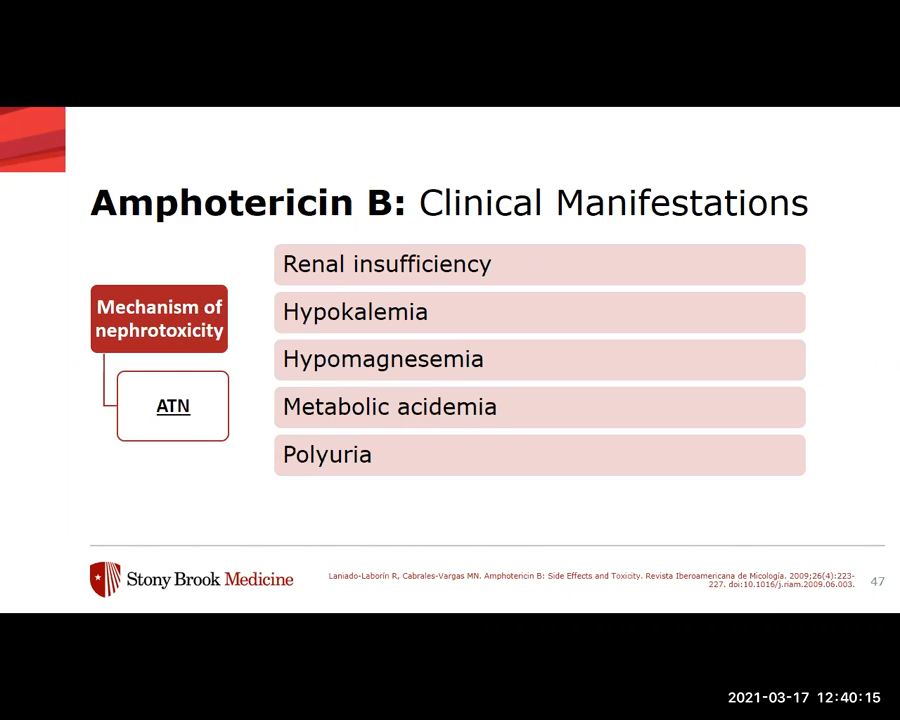 Amphotericin B: Clinical Manifestations
Mechanism of
nephrotoxicity
ATN
Renal insufficiency
Hypokalemia
Hypomagnesemia
Metabolic acidemia
Polyuria
Stony Brook Medicine
Laniado-Laborín R, Cabrales-Vargas MN. Amphotericin B: Side Effects and Toxicity. Revista Iberoamericana de Micología. 2009;26(4):223-
227. doi:10.1016/j.riam.2009.06.003.
47
2021-03-17 12:40:15